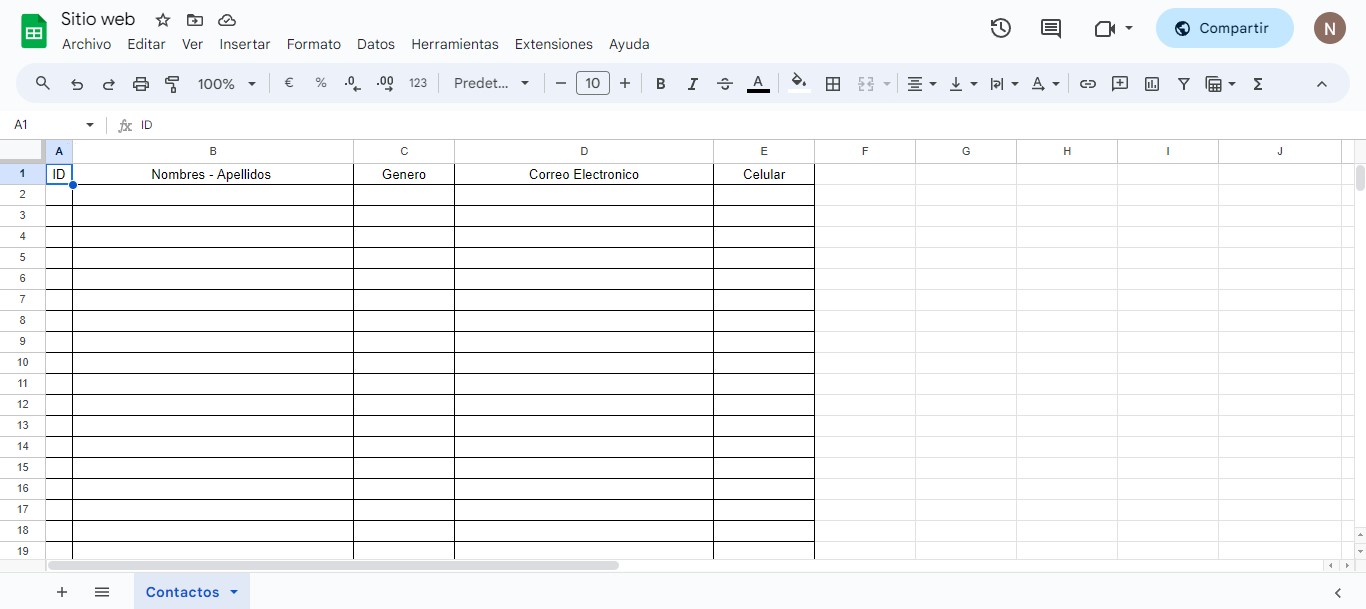 Sitio web
Archivo Editar Ver Insertar Formato Datos Herramientas Extensiones Ayuda
Compartir
N
100% € % .0 .00 123 Predet... − 10 + B I S A Σ
A1 fx ID
A B C D E F G H I J
1 ID Nombres - Apellidos Genero Correo Electronico Celular
2
3
4
5
6
7
8
9
10
11
12
13
14
15
16
17
18
19
+ Contactos